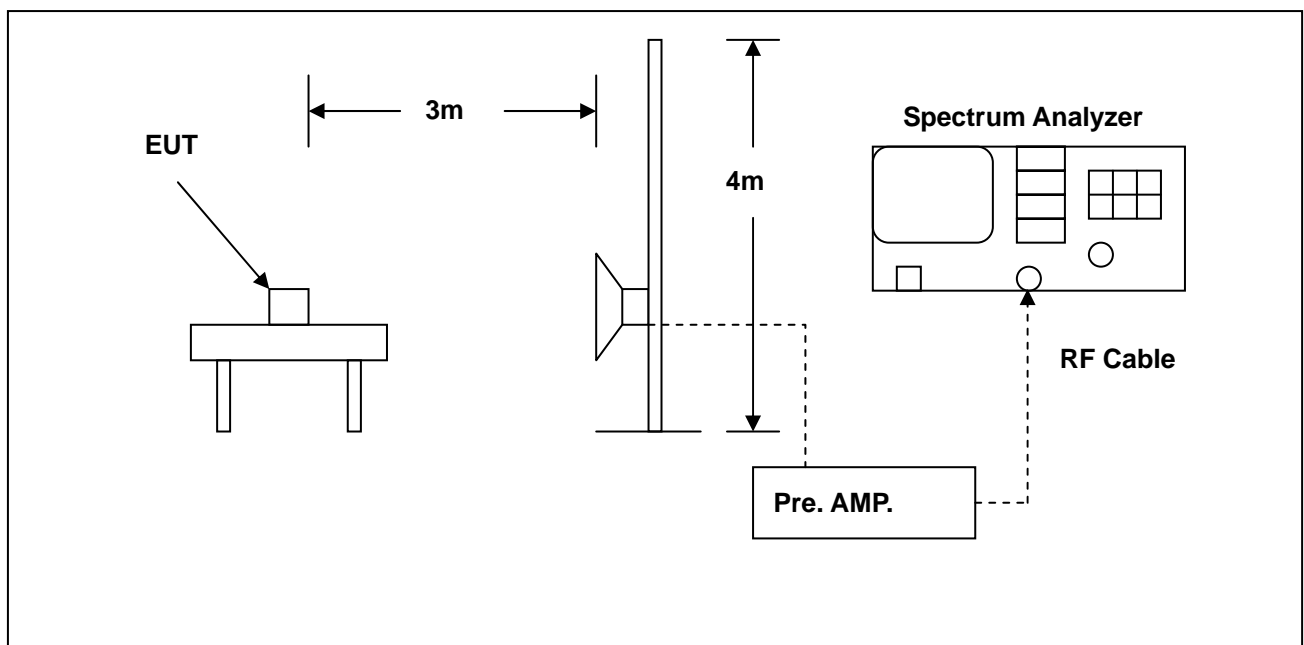 3m
Spectrum Analyzer
EUT
4m
RF Cable
Pre. AMP.